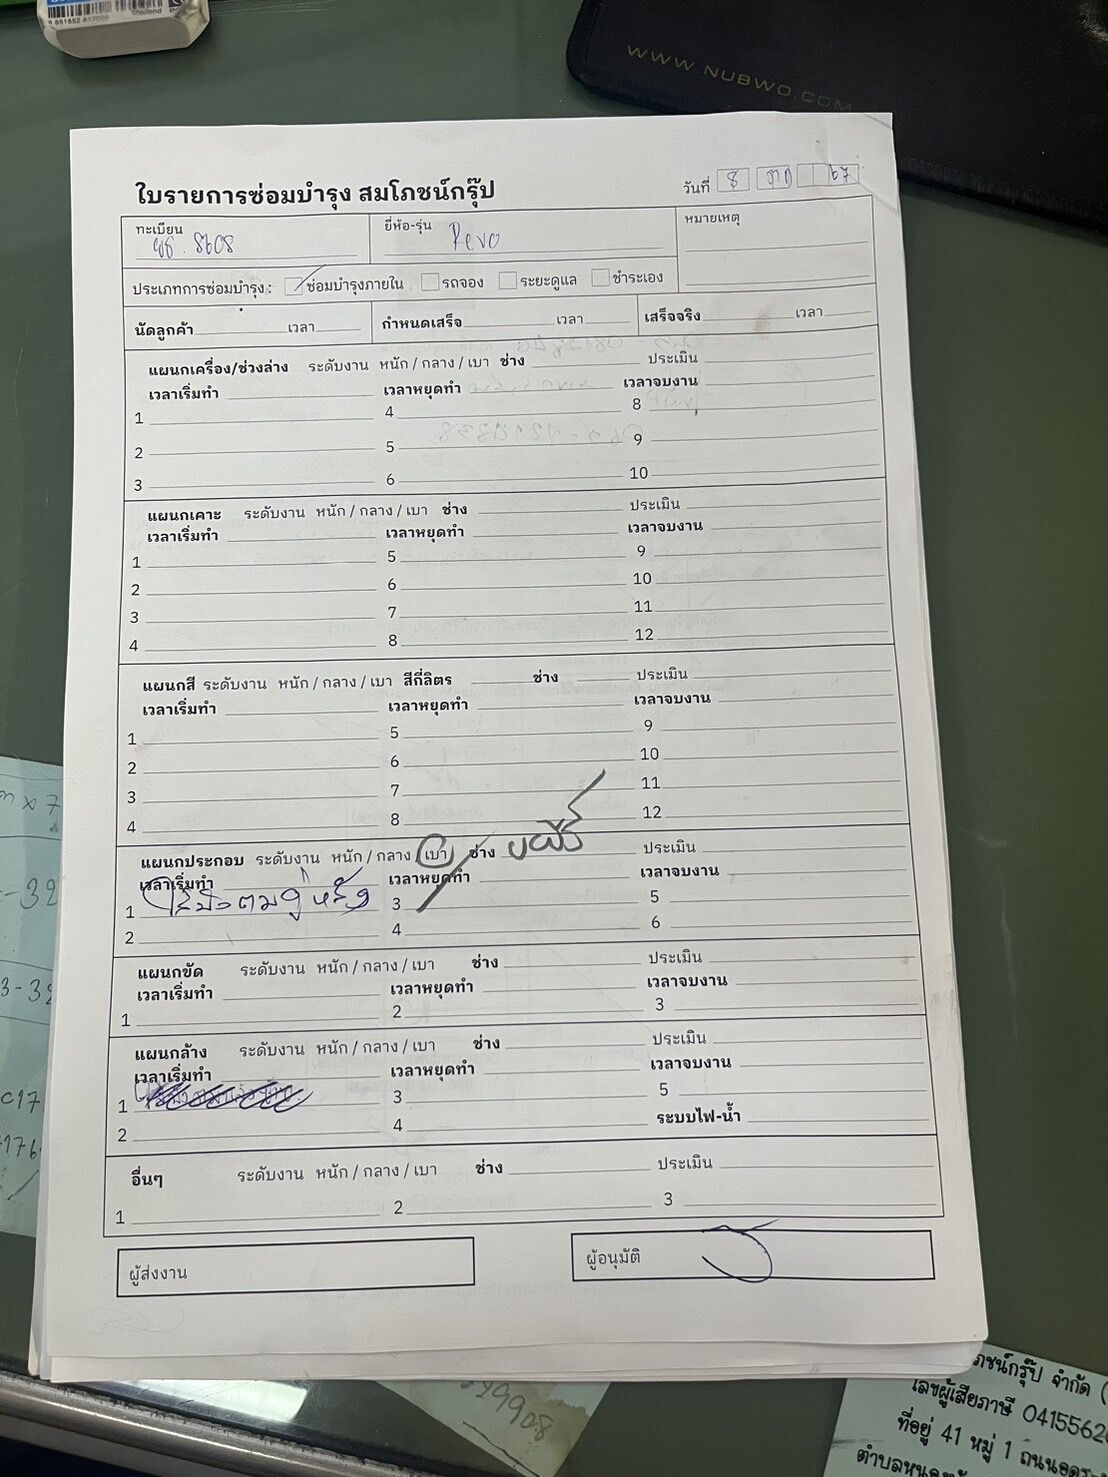 8 851552 617009
WWW.NUBWO.COM
ใบรายการซ่อมบำรุง สมโภชน์กรุ๊ป
วันที่ 8 ตค 67
ทะเบียน 8608
ยี่ห้อ-รุ่น Revo
หมายเหตุ
ประเภทการซ่อมบำรุง : ซ่อมบำรุงภายใน รถจอง ระยะดูแล ชำระเอง
นัดลูกค้า เวลา กำหนดเสร็จ เวลา เสร็จจริง เวลา
แผนกเครื่อง/ช่วงล่าง ระดับงาน หนัก / กลาง / เบา ช่าง ประเมิน
เวลาเริ่มทำ เวลาหยุดทำ เวลาจบงาน
1 4 8
2 5 9
3 6 10
แผนกเคาะ ระดับงาน หนัก / กลาง / เบา ช่าง ประเมิน
เวลาเริ่มทำ เวลาหยุดทำ เวลาจบงาน
1 5 9
2 6 10
3 7 11
4 8 12
แผนกสี ระดับงาน หนัก / กลาง / เบา สีกี่ลิตร ช่าง ประเมิน
เวลาเริ่มทำ เวลาหยุดทำ เวลาจบงาน
1 5 9
2 6 10
3 7 11
4 8 12
แผนกประกอบ ระดับงาน หนัก / กลาง / เบา ช่าง ประเมิน
เวลาเริ่มทำ เวลาหยุดทำ เวลาจบงาน
1 3 5
2 4 6
แผนกขัด ระดับงาน หนัก / กลาง / เบา ช่าง ประเมิน
เวลาเริ่มทำ เวลาหยุดทำ เวลาจบงาน
1 2 3
แผนกล้าง ระดับงาน หนัก / กลาง / เบา ช่าง ประเมิน
เวลาเริ่มทำ เวลาหยุดทำ เวลาจบงาน
1 3 5
2 4 ระบบไฟ-น้ำ
อื่นๆ ระดับงาน หนัก / กลาง / เบา ช่าง ประเมิน
1 2 3
ผู้ส่งงาน
ผู้อนุมัติ
ภชน์กรุ๊ป จำกัด (
เลขผู้เสียภาษี 04155620
ที่อยู่ 41 หมู่ 1 ถนนอุดร